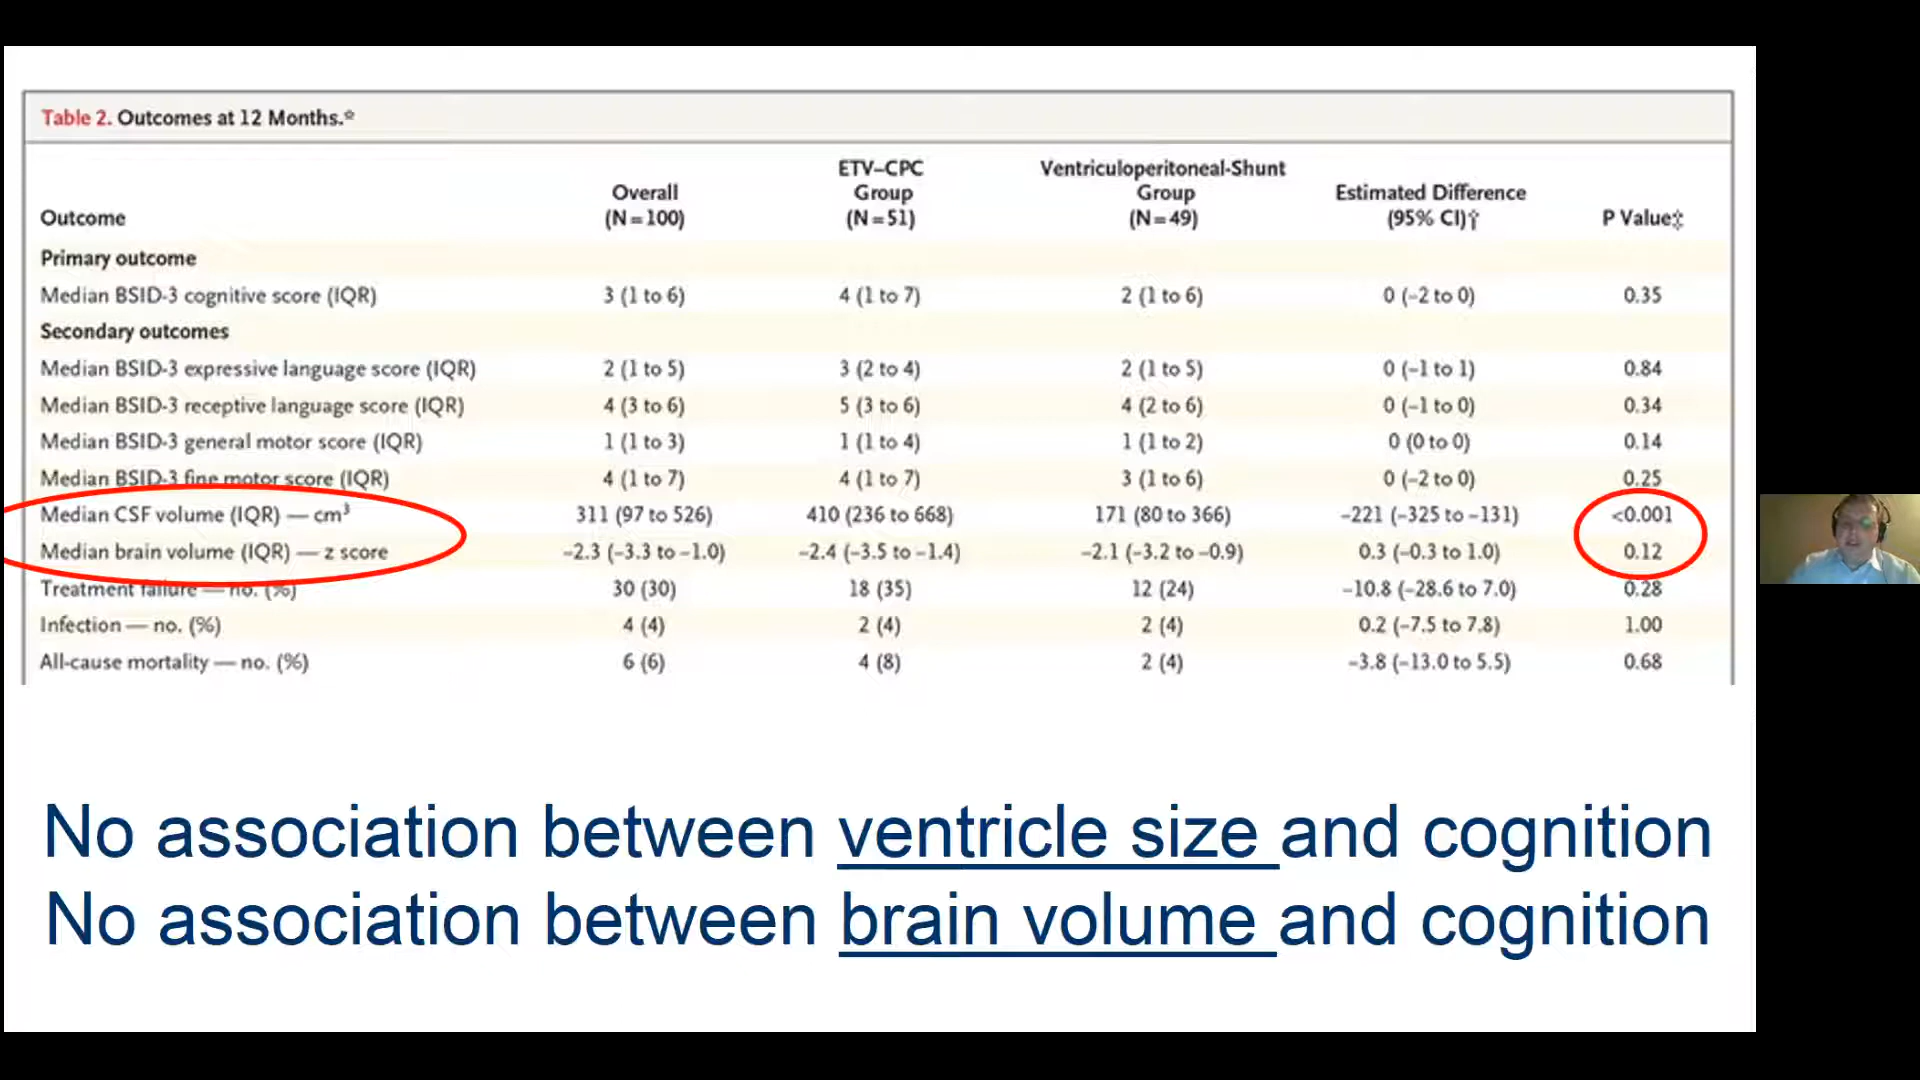 Table 2. Outcomes at 12 Months.*
Outcome Overall (N=100) ETV–CPC Group (N=51) Ventriculoperitoneal-Shunt Group (N=49) Estimated Difference (95% CI)† P Value‡
Primary outcome
Median BSID-3 cognitive score (IQR) 3 (1 to 6) 4 (1 to 7) 2 (1 to 6) 0 (–2 to 0) 0.35
Secondary outcomes
Median BSID-3 expressive language score (IQR) 2 (1 to 5) 3 (2 to 4) 2 (1 to 5) 0 (–1 to 1) 0.84
Median BSID-3 receptive language score (IQR) 4 (3 to 6) 5 (3 to 6) 4 (2 to 6) 0 (–1 to 0) 0.34
Median BSID-3 general motor score (IQR) 1 (1 to 3) 1 (1 to 4) 1 (1 to 2) 0 (0 to 0) 0.14
Median BSID-3 fine motor score (IQR) 4 (1 to 7) 4 (1 to 7) 3 (1 to 6) 0 (–2 to 0) 0.25
Median CSF volume (IQR) — cm³ 311 (97 to 526) 410 (236 to 668) 171 (80 to 366) –221 (–325 to –131) <0.001
Median brain volume (IQR) — z score –2.3 (–3.3 to –1.0) –2.4 (–3.5 to –1.4) –2.1 (–3.2 to –0.9) 0.3 (–0.3 to 1.0) 0.12
Treatment failure — no. (%) 30 (30) 18 (35) 12 (24) –10.8 (–28.6 to 7.0) 0.28
Infection — no. (%) 4 (4) 2 (4) 2 (4) 0.2 (–7.5 to 7.8) 1.00
All-cause mortality — no. (%) 6 (6) 4 (8) 2 (4) –3.8 (–13.0 to 5.5) 0.68
No association between ventricle size and cognition
No association between brain volume and cognition